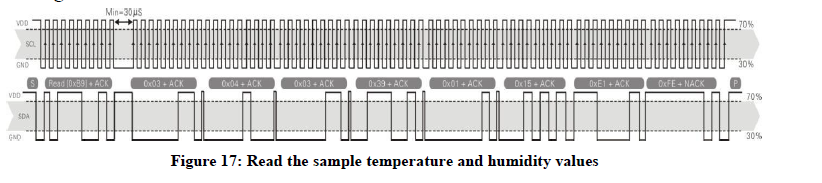 Min=30μS
VDD
70%
SCL
GND
30%
S
Read (0xB9) + ACK
0x03 + ACK
0x04 + ACK
0x03 + ACK
0x39 + ACK
0x01 + ACK
0x15 + ACK
0xE1 + ACK
0xFE + NACK
P
VDD
70%
SDA
GND
30%
Figure 17: Read the sample temperature and humidity values